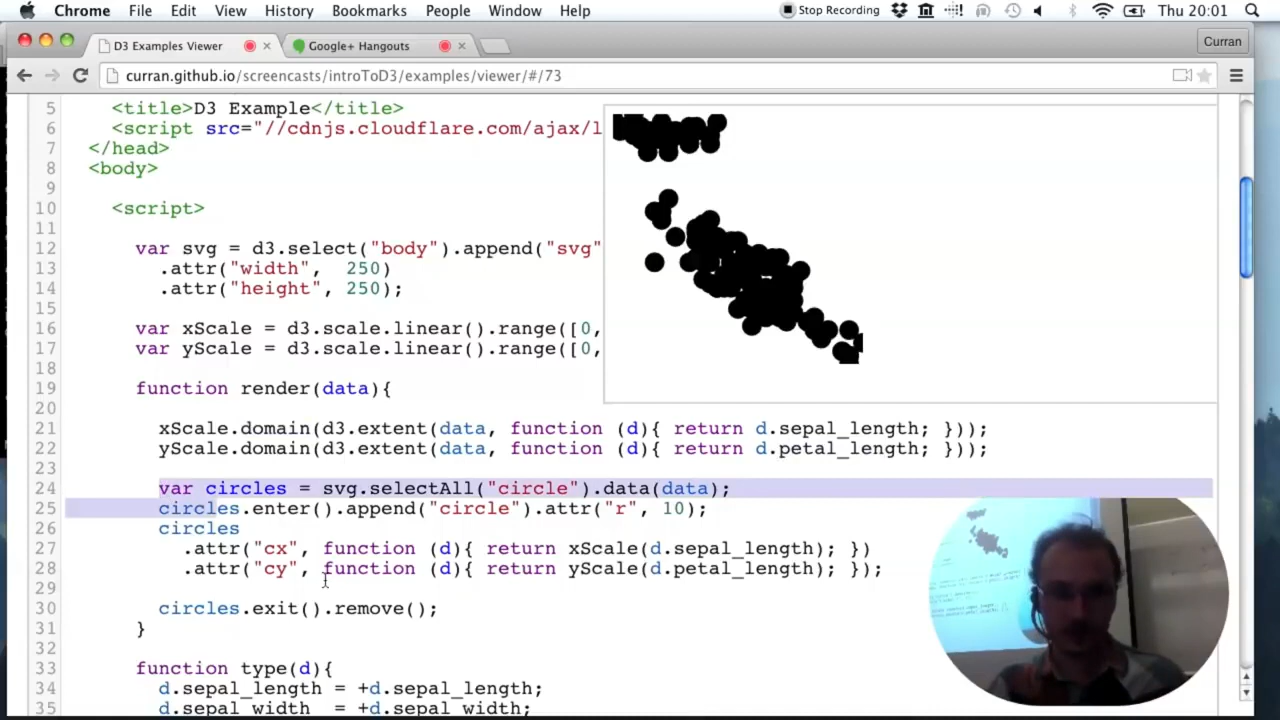 Chrome File Edit View History Bookmarks People Window Help Stop Recording Thu 20:01
D3 Examples Viewer × Google+ Hangouts × Curran
curran.github.io/screencasts/introToD3/examples/viewer/#/73
5 <title>D3 Example</title>
6 <script src="//cdnjs.cloudflare.com/ajax/l
7 </head>
8 <body>
9
10 <script>
11
12 var svg = d3.select("body").append("svg"
13 .attr("width", 250)
14 .attr("height", 250);
15
16 var xScale = d3.scale.linear().range([0,
17 var yScale = d3.scale.linear().range([0,
18
19 function render(data){
20
21 xScale.domain(d3.extent(data, function (d){ return d.sepal_length; }));
22 yScale.domain(d3.extent(data, function (d){ return d.petal_length; }));
23
24 var circles = svg.selectAll("circle").data(data);
25 circles.enter().append("circle").attr("r", 10);
26 circles
27 .attr("cx", function (d){ return xScale(d.sepal_length); })
28 .attr("cy", function (d){ return yScale(d.petal_length); });
29
30 circles.exit().remove();
31 }
32
33 function type(d){
34 d.sepal_length = +d.sepal_length;
35 d.sepal_width = +d.sepal_width;